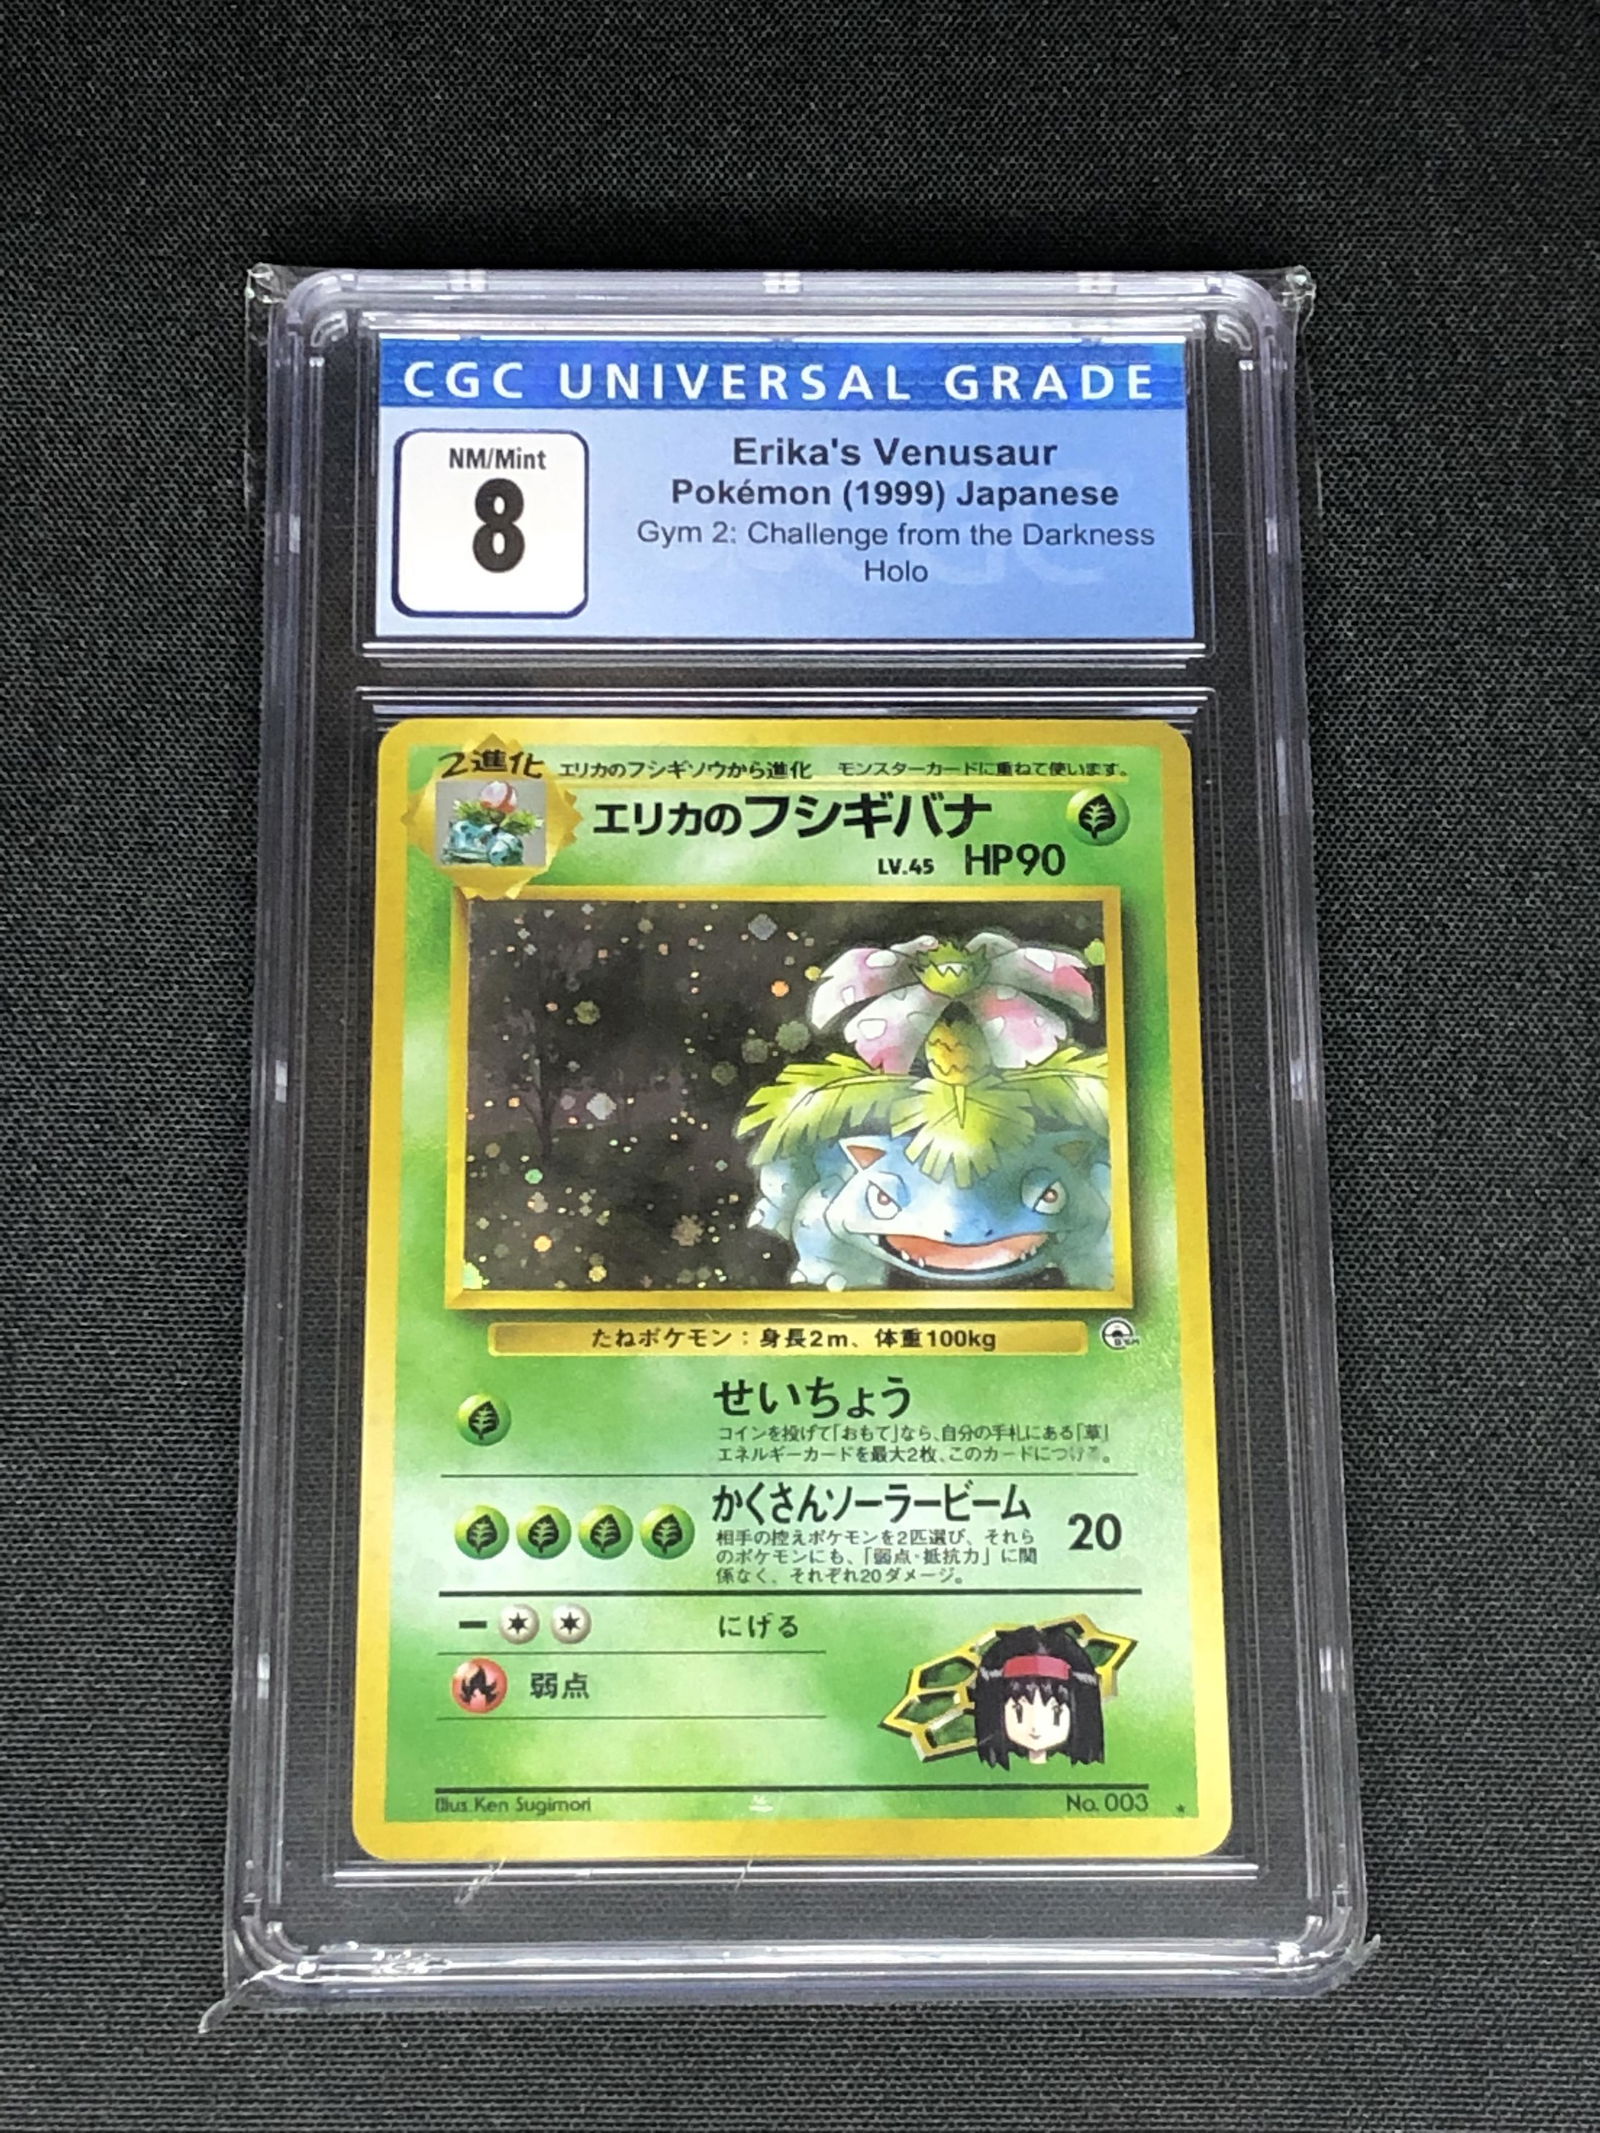 CGC UNIVERSAL GRADE
NM/Mint
8
Erika's Venusaur
Pokémon (1999) Japanese
Gym 2: Challenge from the Darkness
Holo
2進化 エリカのフシギソウから進化 モンスターカードに重ねて使います。
エリカのフシギバナ
LV.45 HP90
たねポケモン：身長2m、体重100kg
せいちょう
コインを投げて「おもて」なら、自分の手札にある「草」
エネルギーカードを最大2枚、このカードにつける。
かくさんソーラービーム 20
相手の控えポケモンを2匹選び、それら
のポケモンにも、「弱点・抵抗力」に関
係なく、それぞれ20ダメージ。
にげる
弱点
Illus. Ken Sugimori No. 003 ★